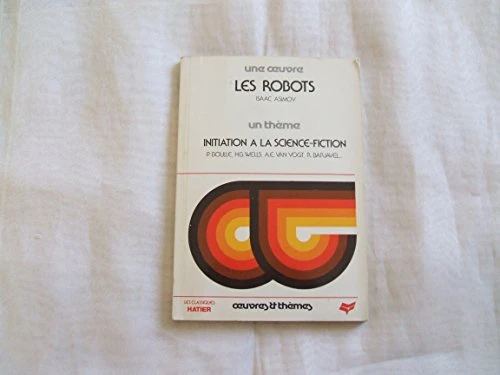 une œuvre
LES ROBOTS
ISAAC ASIMOV
un thème
INITIATION A LA SCIENCE-FICTION
P. BOULLE, H.G. WELLS, A.E. VAN VOGT, R. BARJAVEL...
LES CLASSIQUES
HATIER
œuvres & thèmes